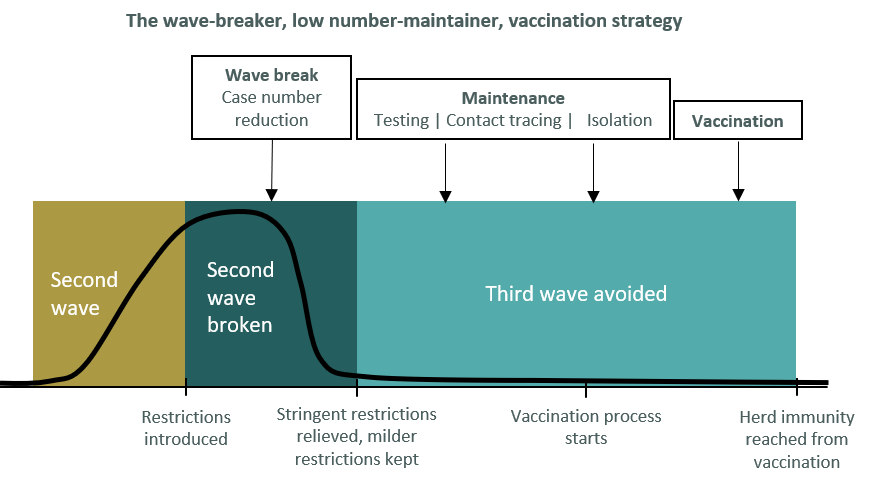 The wave-breaker, low number-maintainer, vaccination strategy
Wave break
Case number
reduction
Maintenance
Testing | Contact tracing | Isolation
Vaccination
Second
wave
Second
wave
broken
Third wave avoided
Restrictions
introduced
Stringent restrictions
relieved, milder
restrictions kept
Vaccination process
starts
Herd immunity
reached from
vaccination